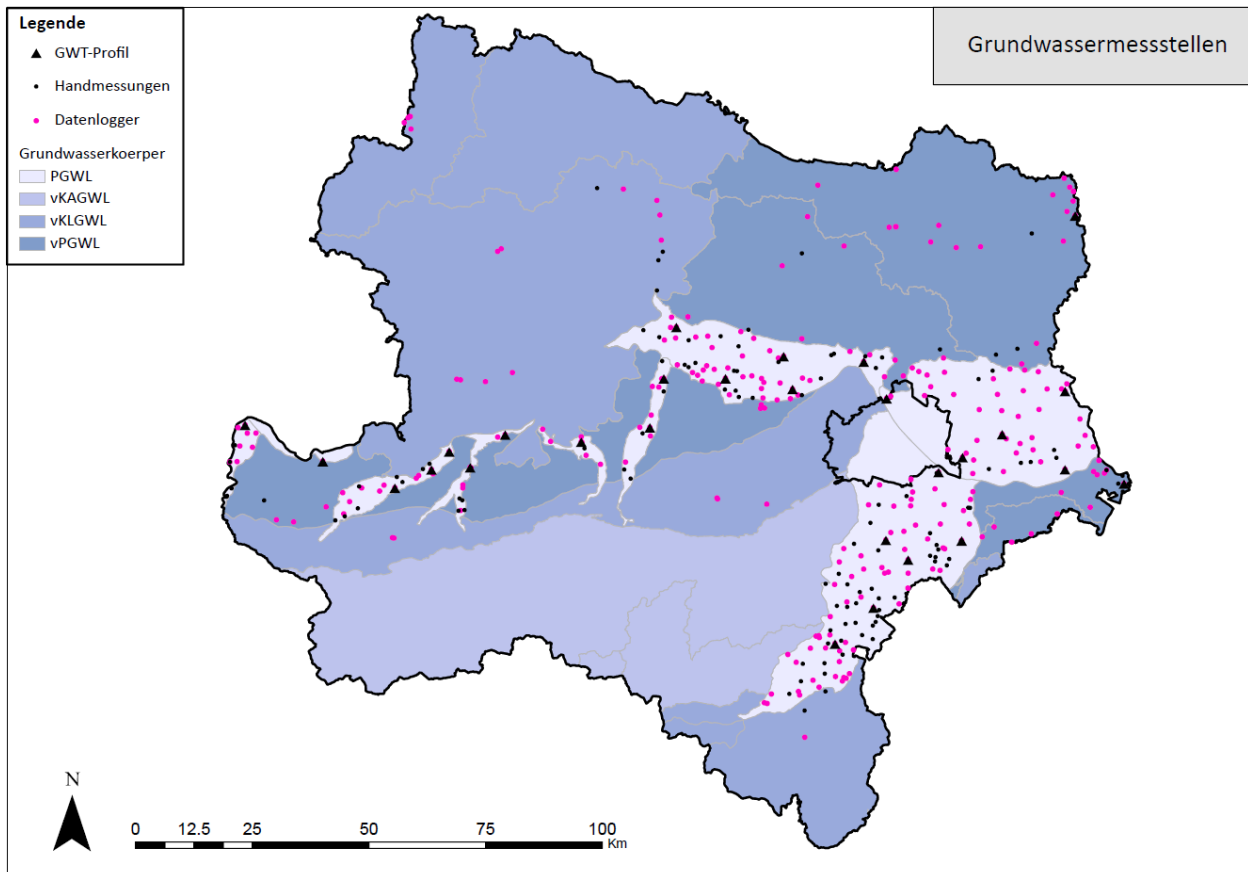 Legende
GWT-Profil
Handmessungen
Datenlogger
Grundwasserkoerper
PGWL
vKAGWL
vKLGWL
vPGWL
Grundwassermessstellen
N
0 12.5 25 50 75 100
Km